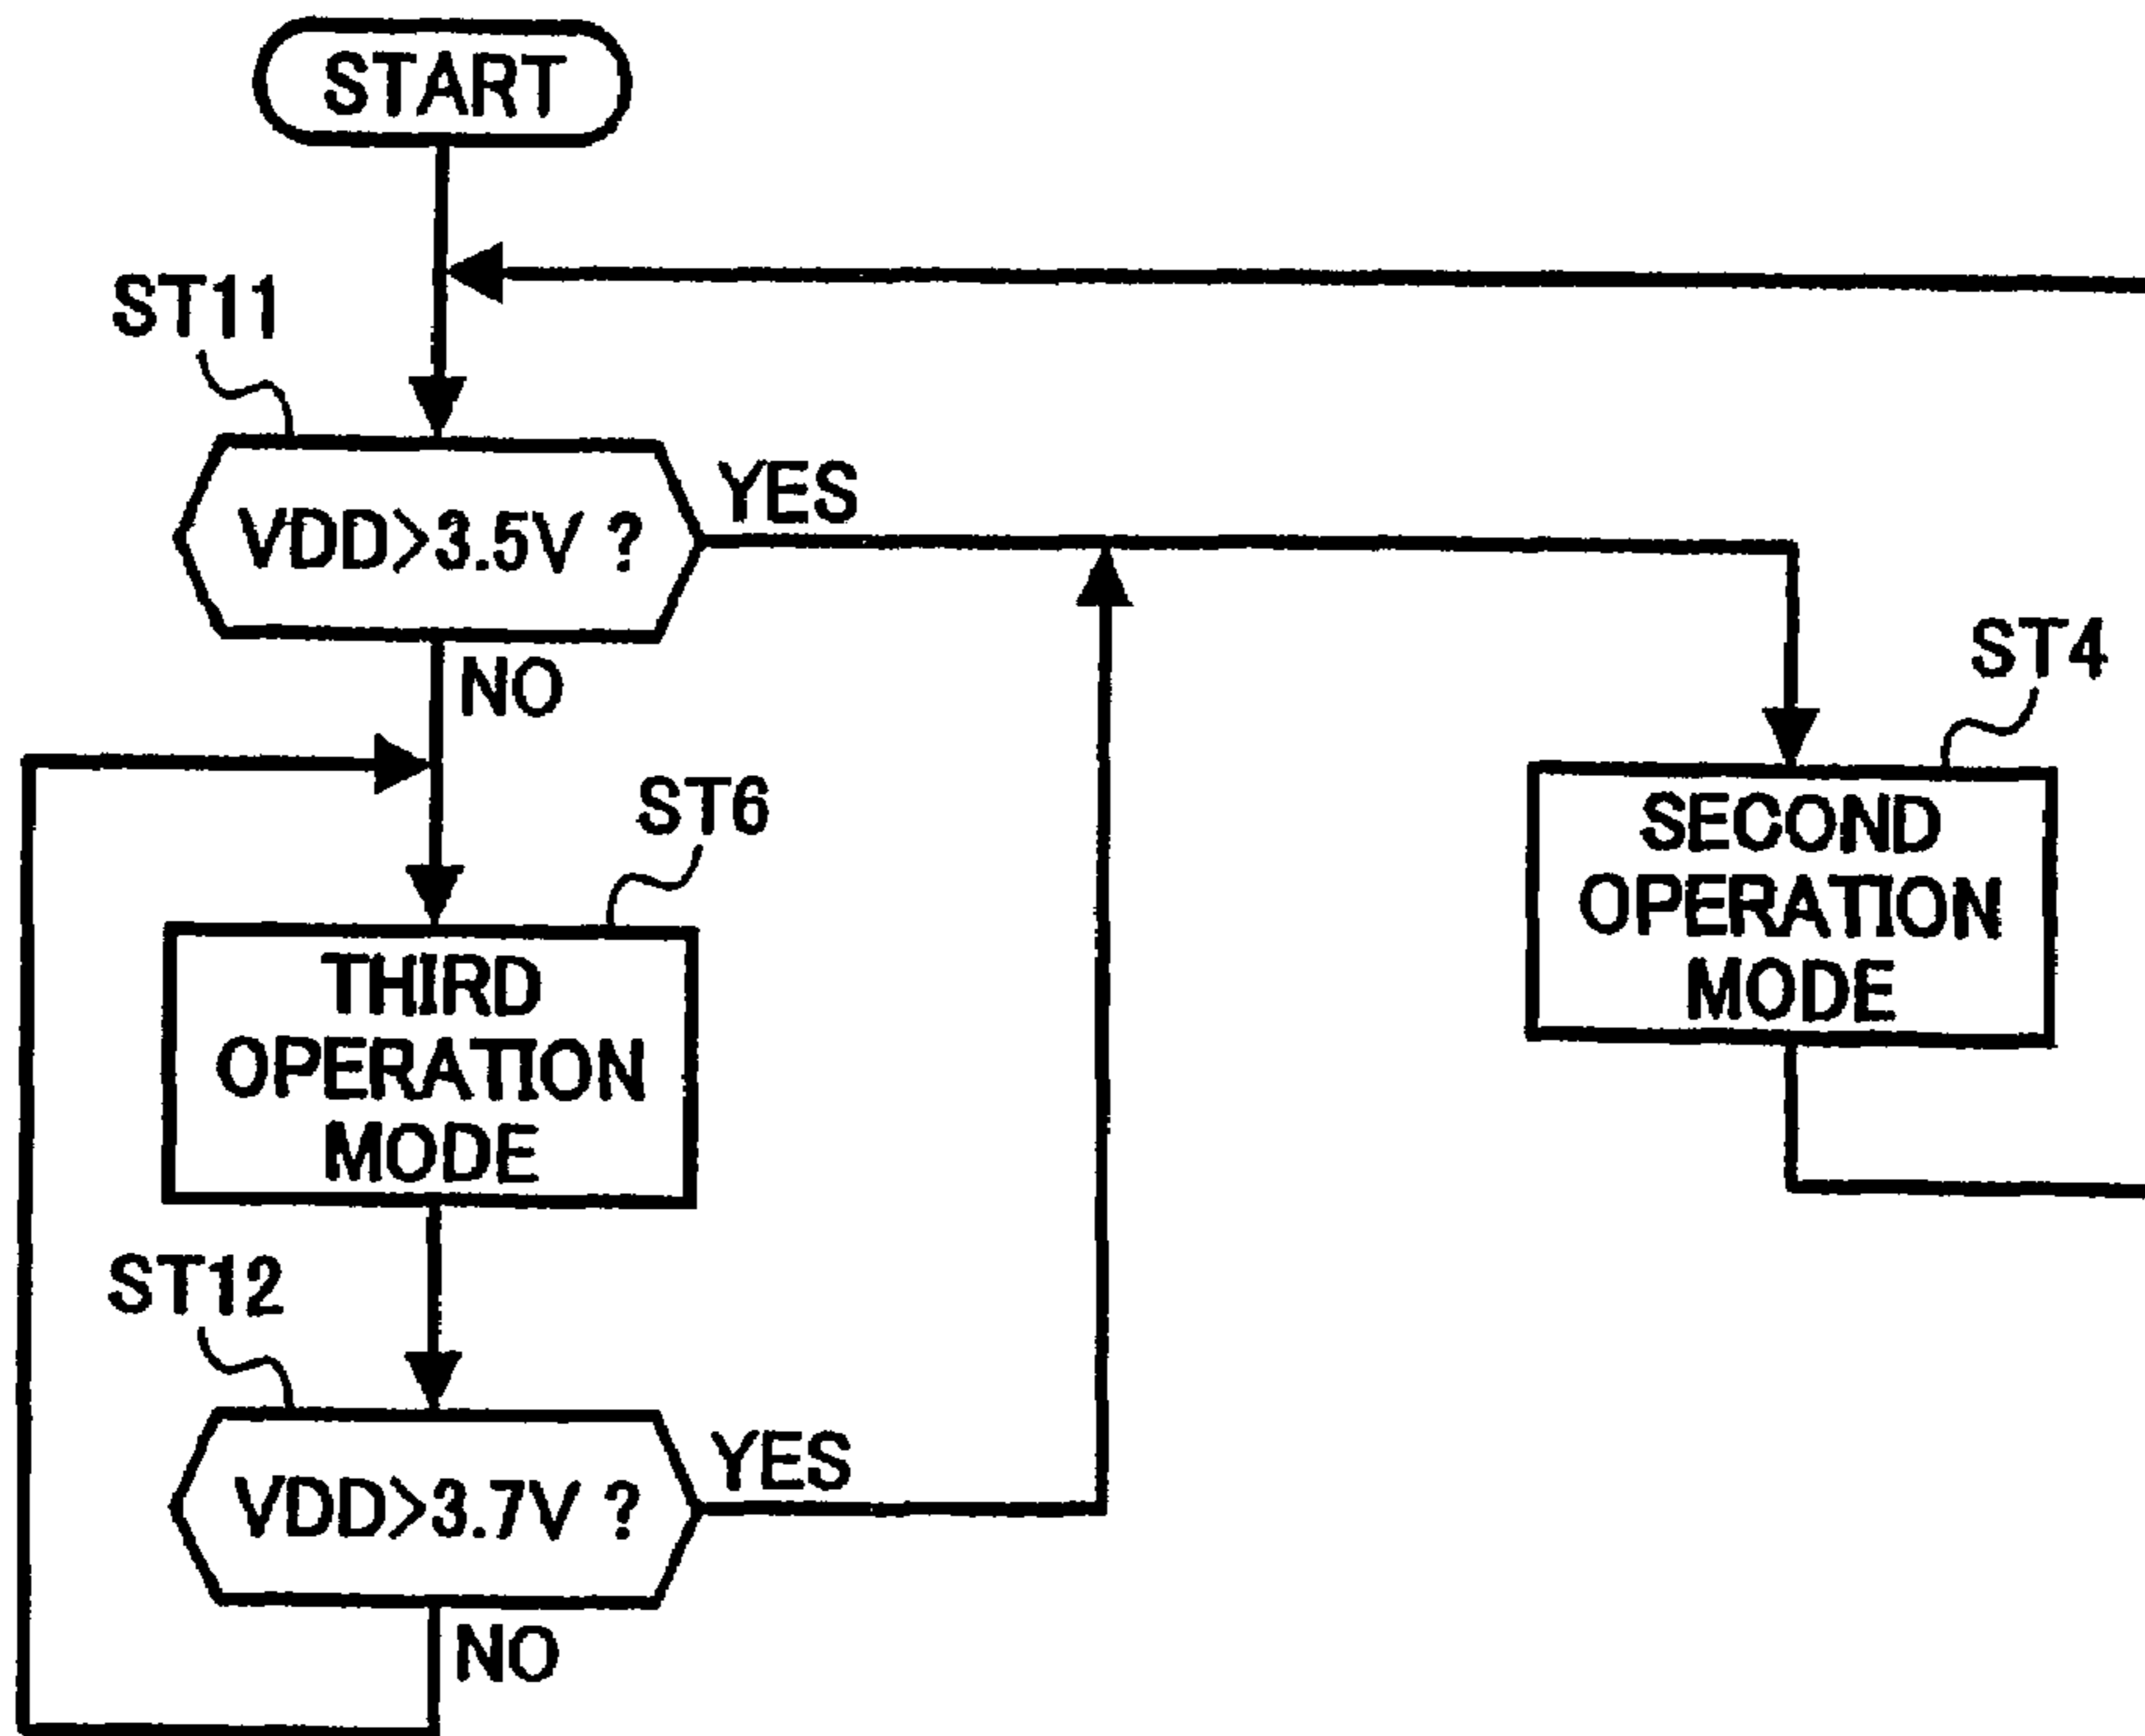 START
ST11
VDD>3.5V ?
YES
NO
ST4
SECOND
OPERATION
MODE
ST6
THIRD
OPERATION
MODE
ST12
VDD>3.7V ?
YES
NO